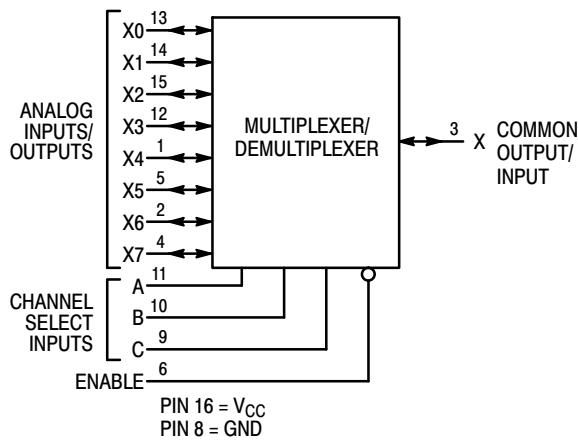 X0 13
X1 14
X2 15
X3 12
X4 1
X5 5
X6 2
X7 4
ANALOG
INPUTS/
OUTPUTS
MULTIPLEXER/
DEMULTIPLEXER
3 X COMMON
OUTPUT/
INPUT
A 11
B 10
C 9
CHANNEL
SELECT
INPUTS
ENABLE 6
PIN 16 = VCC
PIN 8 = GND